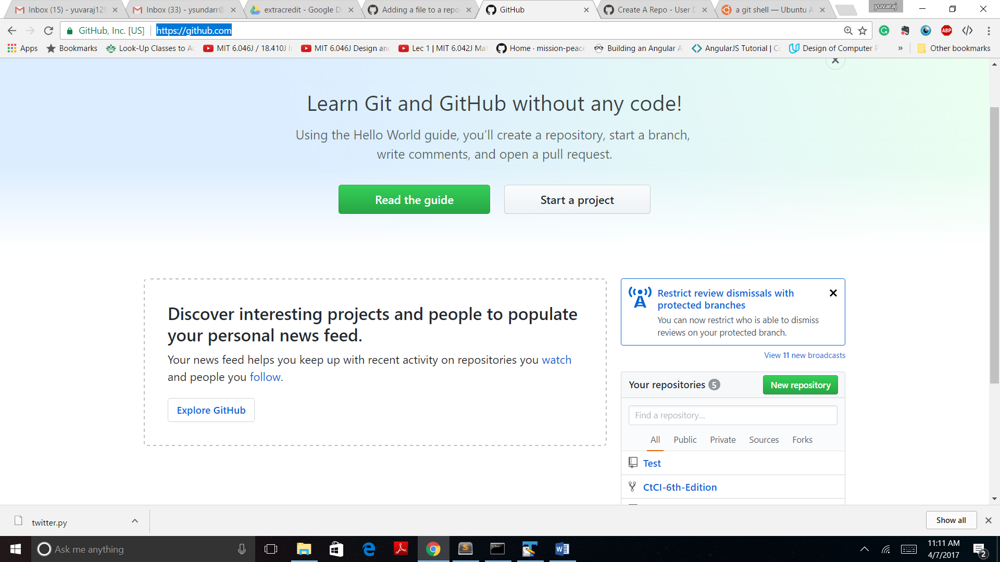 Inbox (15) - yuvaraj129
Inbox (33) - ysundarr@
extracredit - Google D
Adding a file to a repo
GitHub
Create A Repo - User D
a git shell — Ubuntu A
yuvaraj
GitHub, Inc. [US]
https://github.com
ABP
Apps
Bookmarks
Look-Up Classes to Ac
MIT 6.046J / 18.410J I
MIT 6.046J Design and
Lec 1 | MIT 6.042J Ma
Home · mission-peace
Building an Angular A
AngularJS Tutorial | Co
Design of Computer P
»
Other bookmarks
Learn Git and GitHub without any code!
Using the Hello World guide, you’ll create a repository, start a branch,
write comments, and open a pull request.
Read the guide
Start a project
Discover interesting projects and people to populate
your personal news feed.
Your news feed helps you keep up with recent activity on repositories you watch
and people you follow.
Explore GitHub
Restrict review dismissals with
protected branches
You can now restrict who is able to dismiss
reviews on your protected branch.
View 11 new broadcasts
Your repositories 5
New repository
Find a repository...
All Public Private Sources Forks
Test
CtCI-6th-Edition
twitter.py
Show all
Ask me anything
11:11 AM
4/7/2017
2